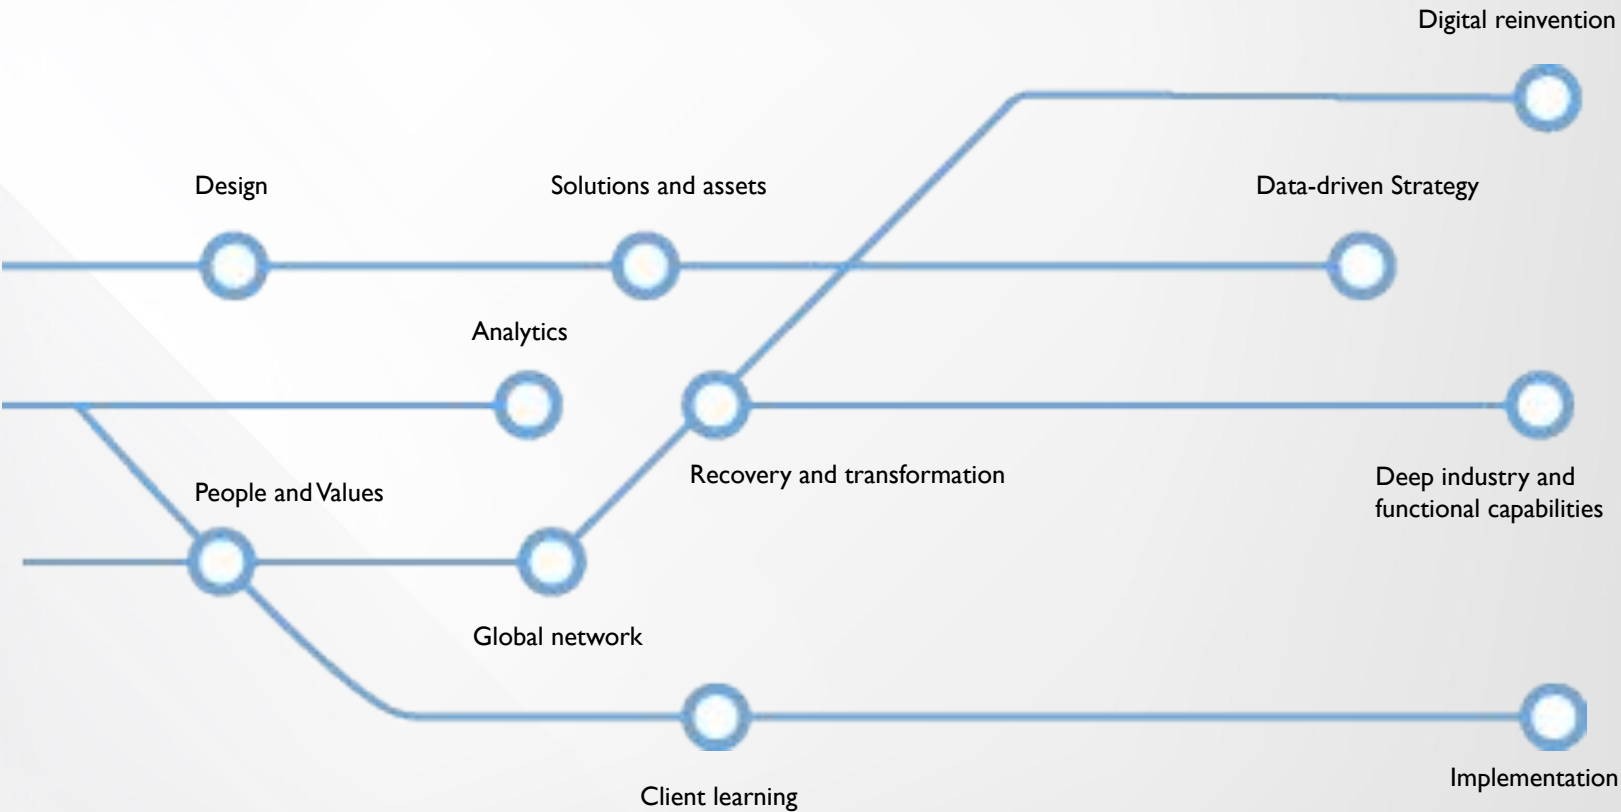 Digital reinvention
Design
Solutions and assets
Data-driven Strategy
Analytics
Recovery and transformation
Deep industry and
functional capabilities
People and Values
Global network
Client learning
Implementation